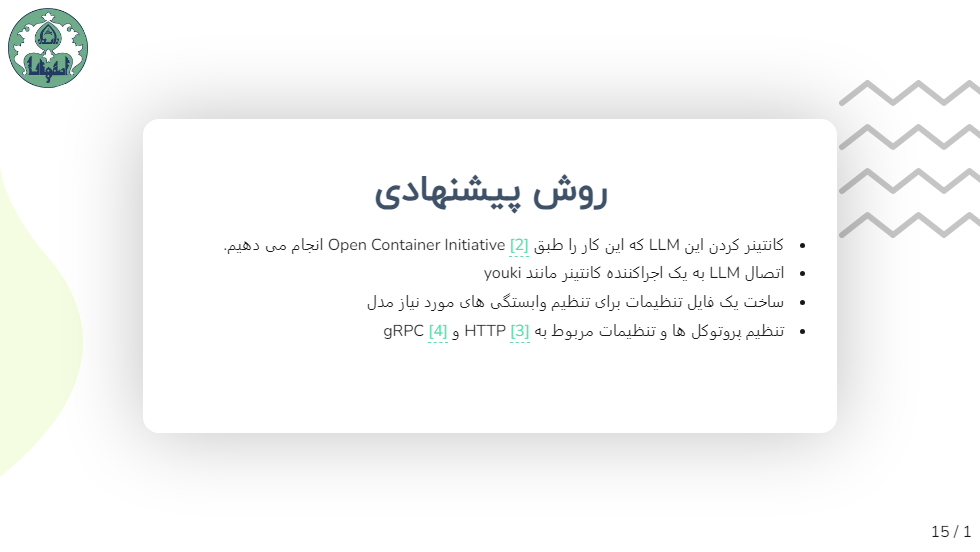 روش پیشنهادی
کانتینر کردن این LLM که این کار را طبق Open Container Initiative [2] انجام می دهیم.
اتصال LLM به یک اجراکننده کانتینر مانند youki
ساخت یک فایل تنظیمات برای تنظیم وابستگی های مورد نیاز مدل
تنظیم پروتوکل ها و تنظیمات مربوط به HTTP [3] و gRPC [4]
15 / 1